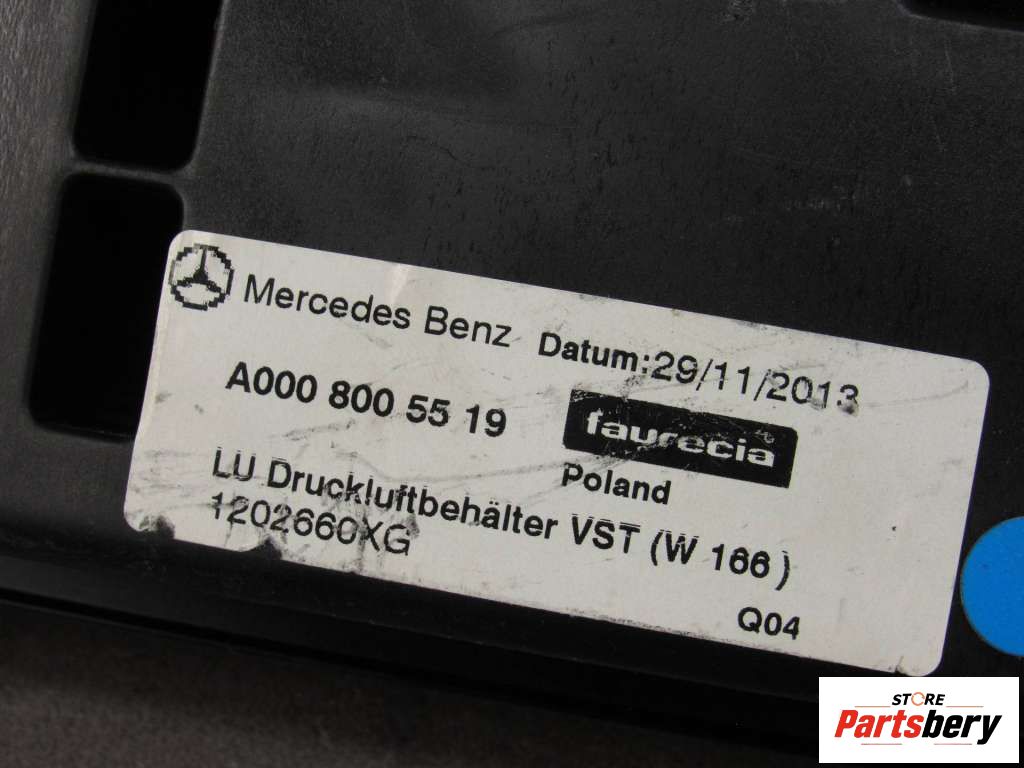 Mercedes Benz Datum:29/11/2013
A000 800 55 19 faurecia
Poland
LU Druckluftbehälter VST (W 166)
1202660XG
Q04
STORE
Partsbery